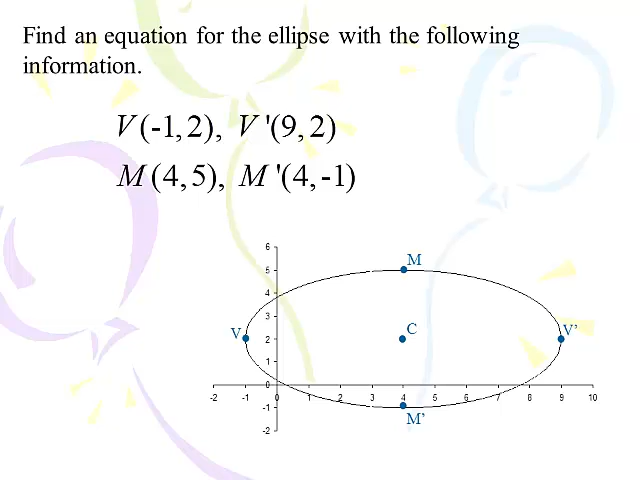 Find an equation for the ellipse with the following
information.
V(-1,2), V'(9,2)
M(4,5), M'(4,-1)
6
M
5
4
3
V
C
V’
2
1
0
-2 -1 0 1 2 3 4 5 6 7 8 9 10
-1
M’
-2